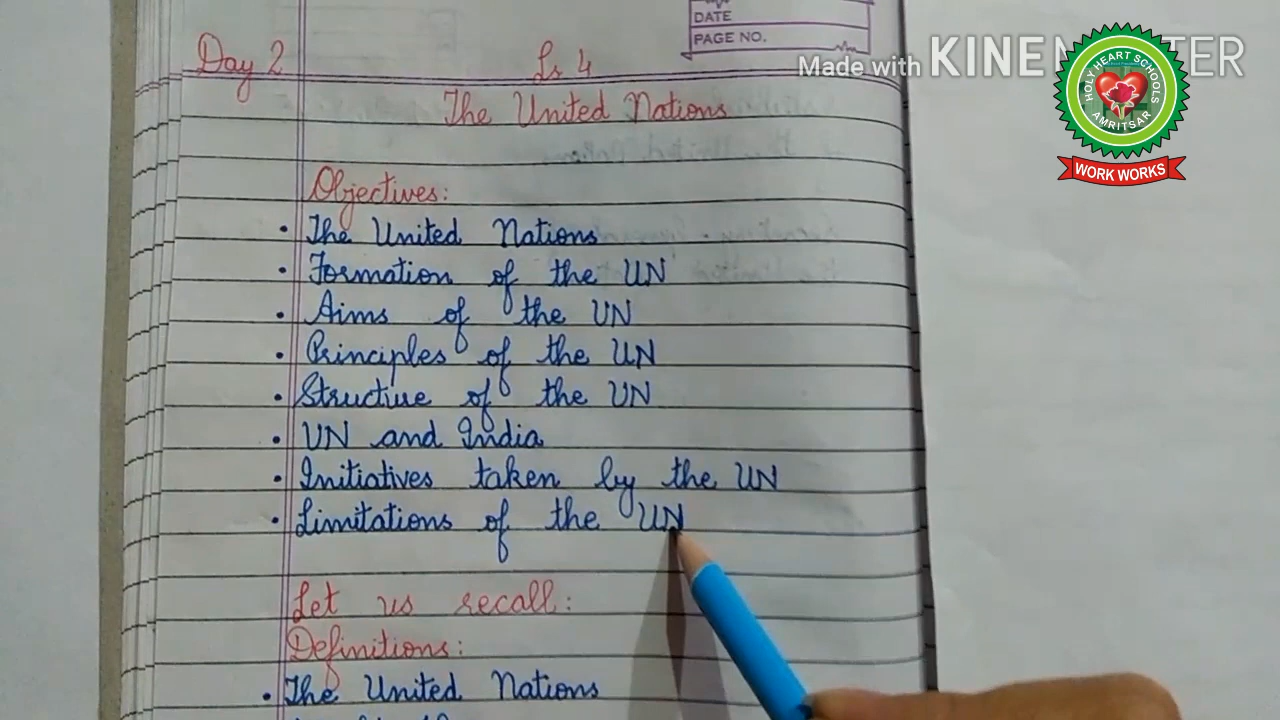 DATE
PAGE NO.
Made with KINEMASTER
HOLY HEART SCHOOLS
AMRITSAR
WORK WORKS
Day 2 Ls 4
The United Nations
Objectives:
• The United Nations
• Formation of the UN
• Aims of the UN
• Principles of the UN
• Structure of the UN
• UN and India
• Initiatives taken by the UN
• Limitations of the UN
Let us recall:
Definitions:
• The United Nations